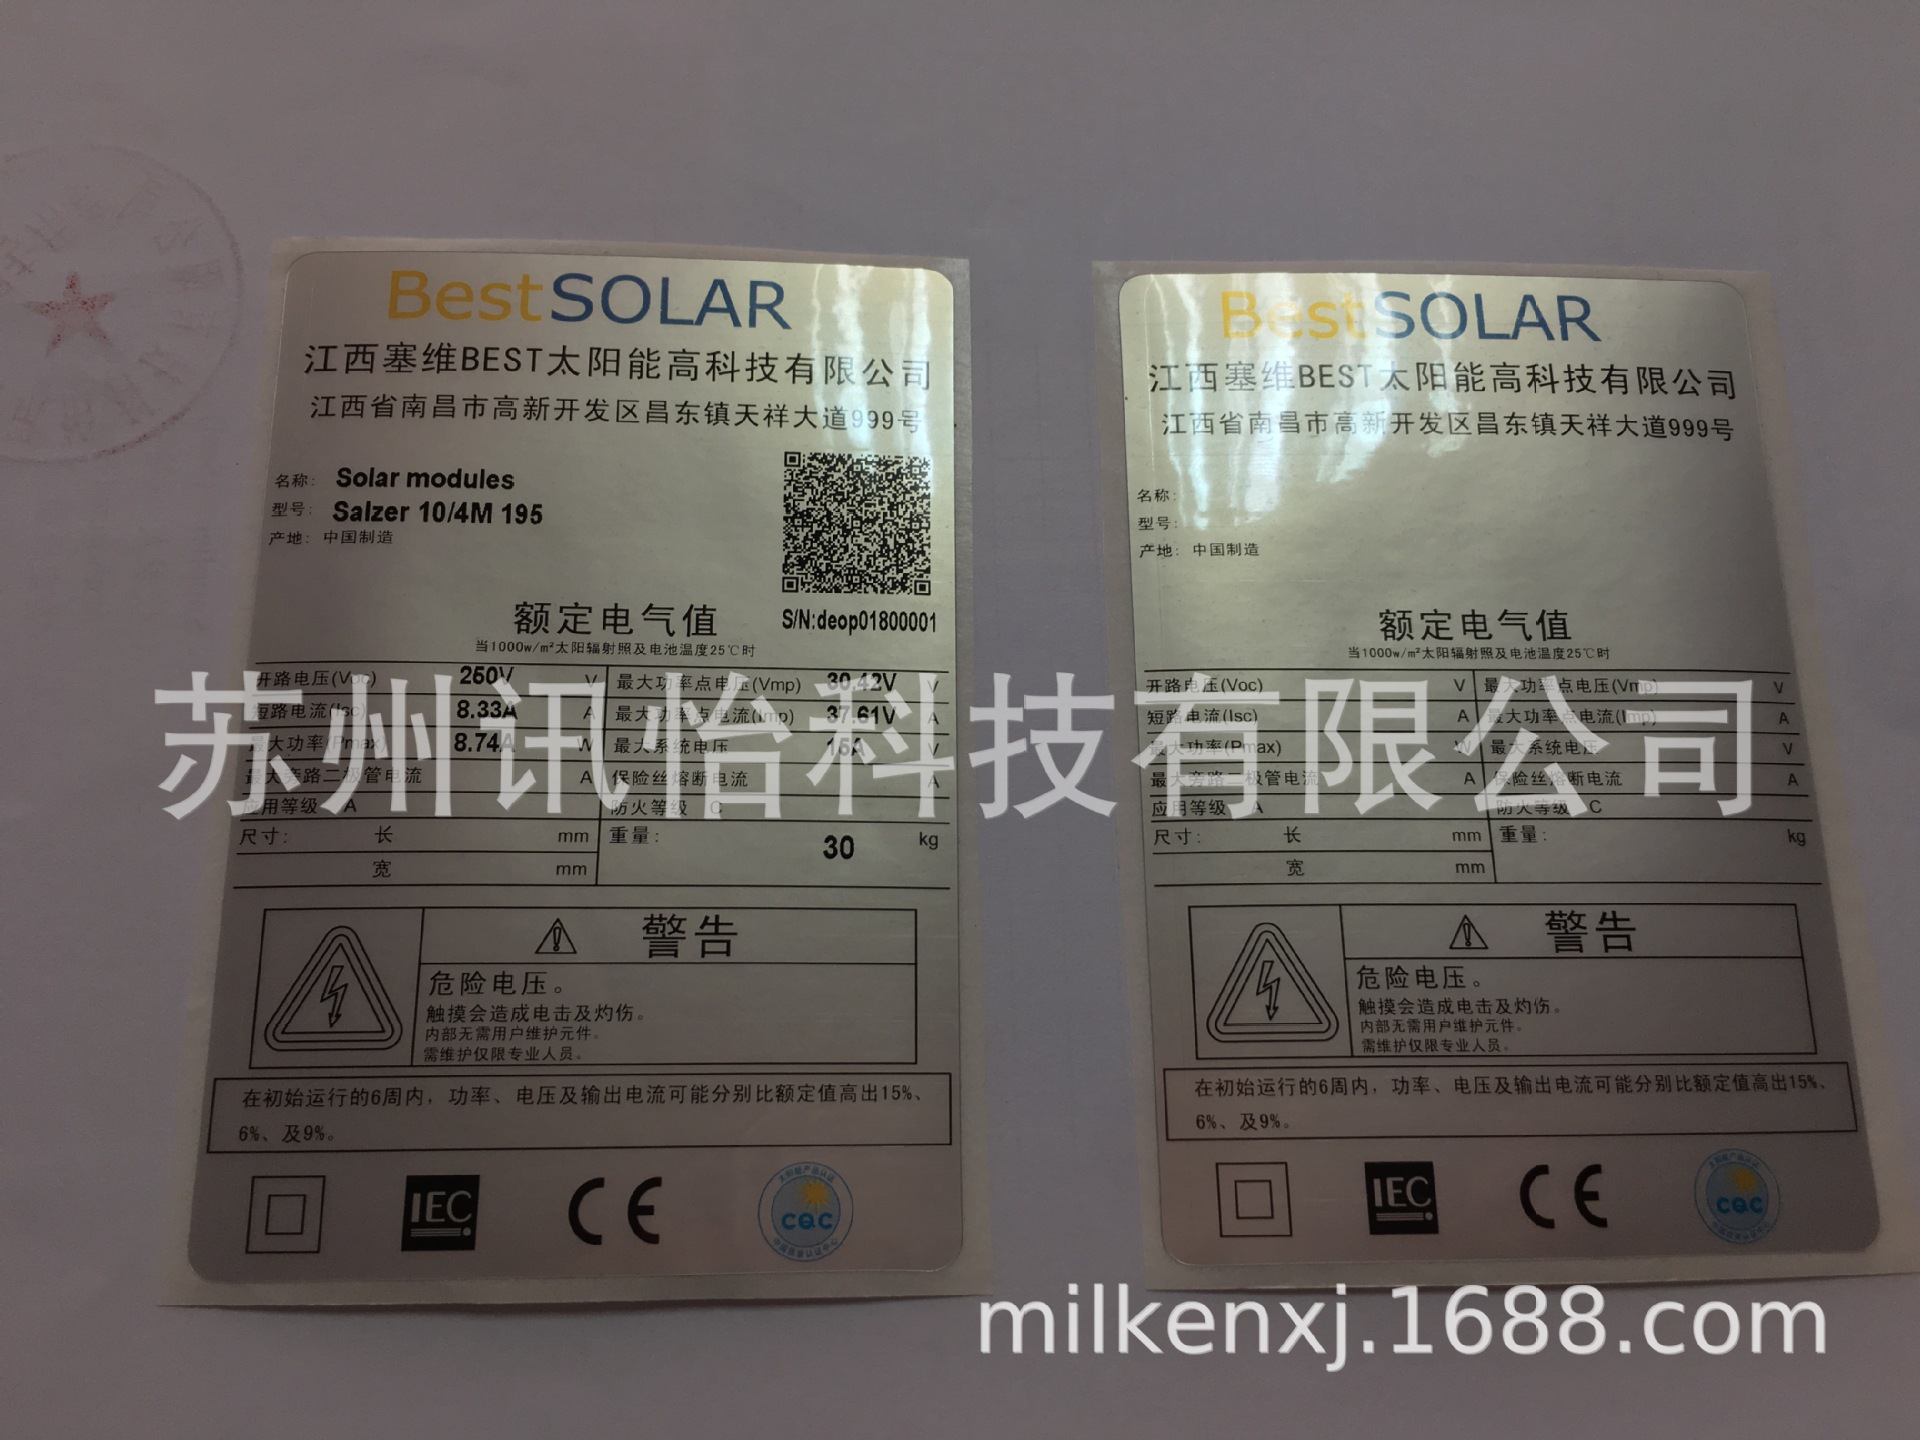 BestSOLAR
江西塞维BEST太阳能高科技有限公司
江西省南昌市高新开发区昌东镇天祥大道999号
名称: Solar modules
型号: Salzer 10/4M 195
产地: 中国制造
S/N:deop01800001
额定电气值
当1000w/m²太阳辐射照及电池温度25℃时
开路电压(Voc) 260V V 最大功率点电压(Vmp) 30.42V V
短路电流(Isc) 8.33A A 最大功率点电流(Imp) 37.61V A
最大功率(Pmax) 8.74A W 最大系统电压 15A V
最大旁路二极管电流 A 保险丝熔断电流 A
应用等级 A 防火等级 C
尺寸: 长 mm 重量: 30 kg
宽 mm
警告
危险电压。
触摸会造成电击及灼伤。
内部无需用户维护元件。
需维护仅限专业人员。
在初始运行的6周内，功率、电压及输出电流可能分别比额定值高出15%、
6%、及9%。
IEC CE CQC
太阳能产品认证
BestSOLAR
江西塞维BEST太阳能高科技有限公司
江西省南昌市高新开发区昌东镇天祥大道999号
名称:
型号:
产地: 中国制造
额定电气值
当1000w/m²太阳辐射照及电池温度25℃时
开路电压(Voc) V 最大功率点电压(Vmp) V
短路电流(Isc) A 最大功率点电流(Imp) A
最大功率(Pmax) W 最大系统电压 V
最大旁路二极管电流 A 保险丝熔断电流 A
应用等级 A 防火等级 C
尺寸: 长 mm 重量: kg
宽 mm
警告
危险电压。
触摸会造成电击及灼伤。
内部无需用户维护元件。
需维护仅限专业人员。
在初始运行的6周内，功率、电压及输出电流可能分别比额定值高出15%、
6%、及9%。
IEC CE CQC
苏州讯怡科技有限公司
milkenxj.1688.com